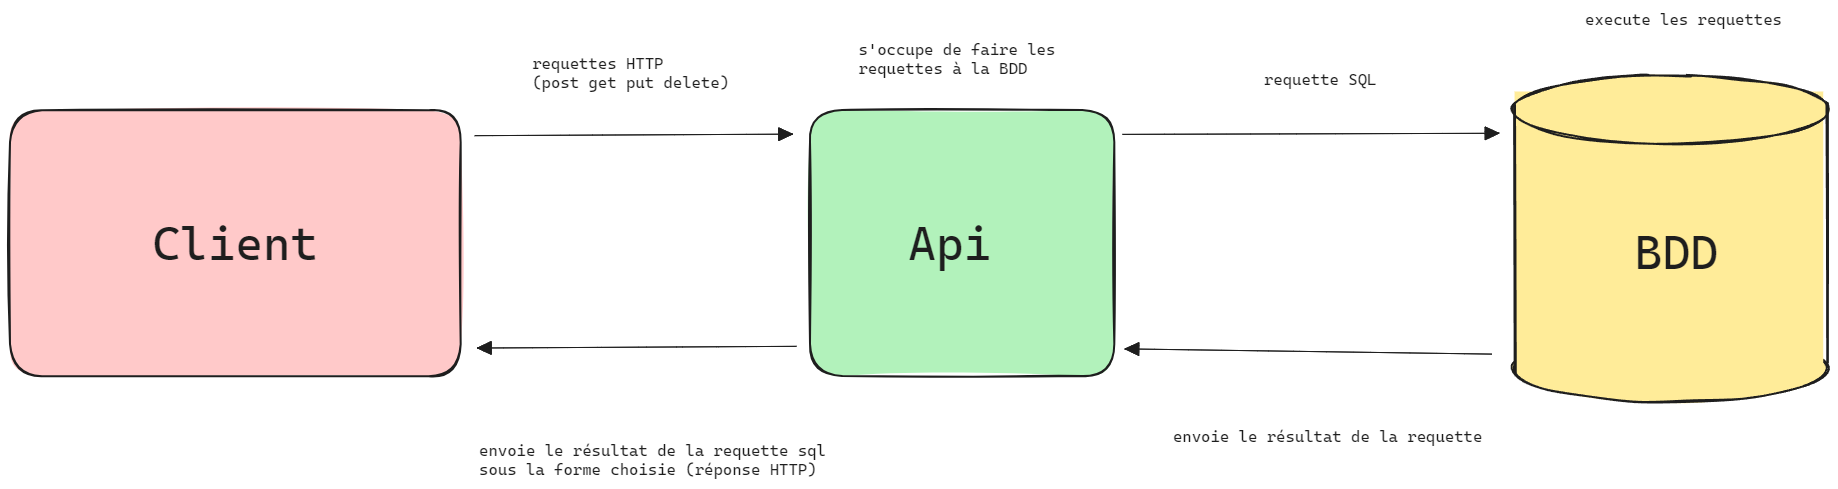 execute les requettes
s'occupe de faire les
requettes à la BDD
requettes HTTP
(post get put delete)
requette SQL
Client
Api
BDD
envoie le résultat de la requette
envoie le résultat de la requette sql
sous la forme choisie (réponse HTTP)